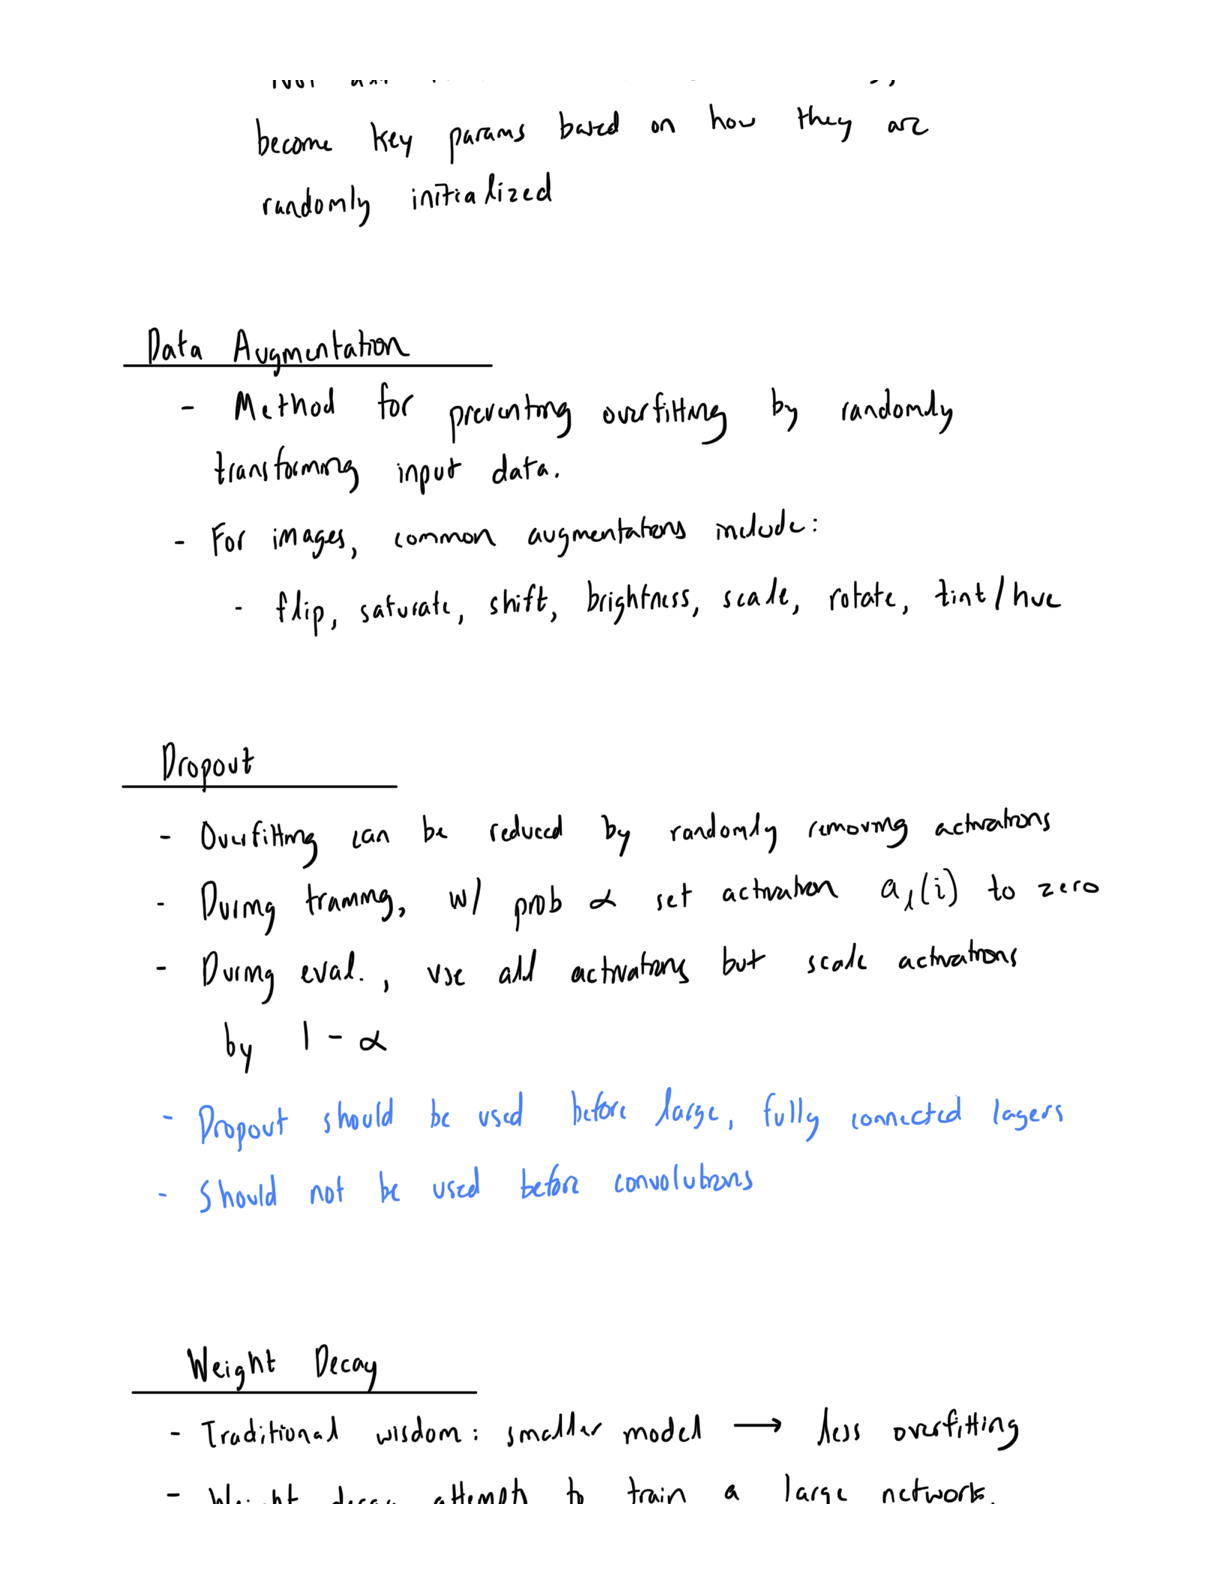 become key params based on how they are
randomly initialized
Data Augmentation
- Method for preventing overfitting by randomly
transforming input data.
- For images, common augmentations include:
- flip, saturate, shift, brightness, scale, rotate, tint/hue
Dropout
- Overfitting can be reduced by randomly removing activations
- During training, w/ prob α set activation a_l(i) to zero
- During eval., use all activations but scale activations
by 1 - α
- Dropout should be used before large, fully connected layers
- Should not be used before convolutions
Weight Decay
- Traditional wisdom: smaller model → less overfitting
- Weight decay attempts to train a large network,